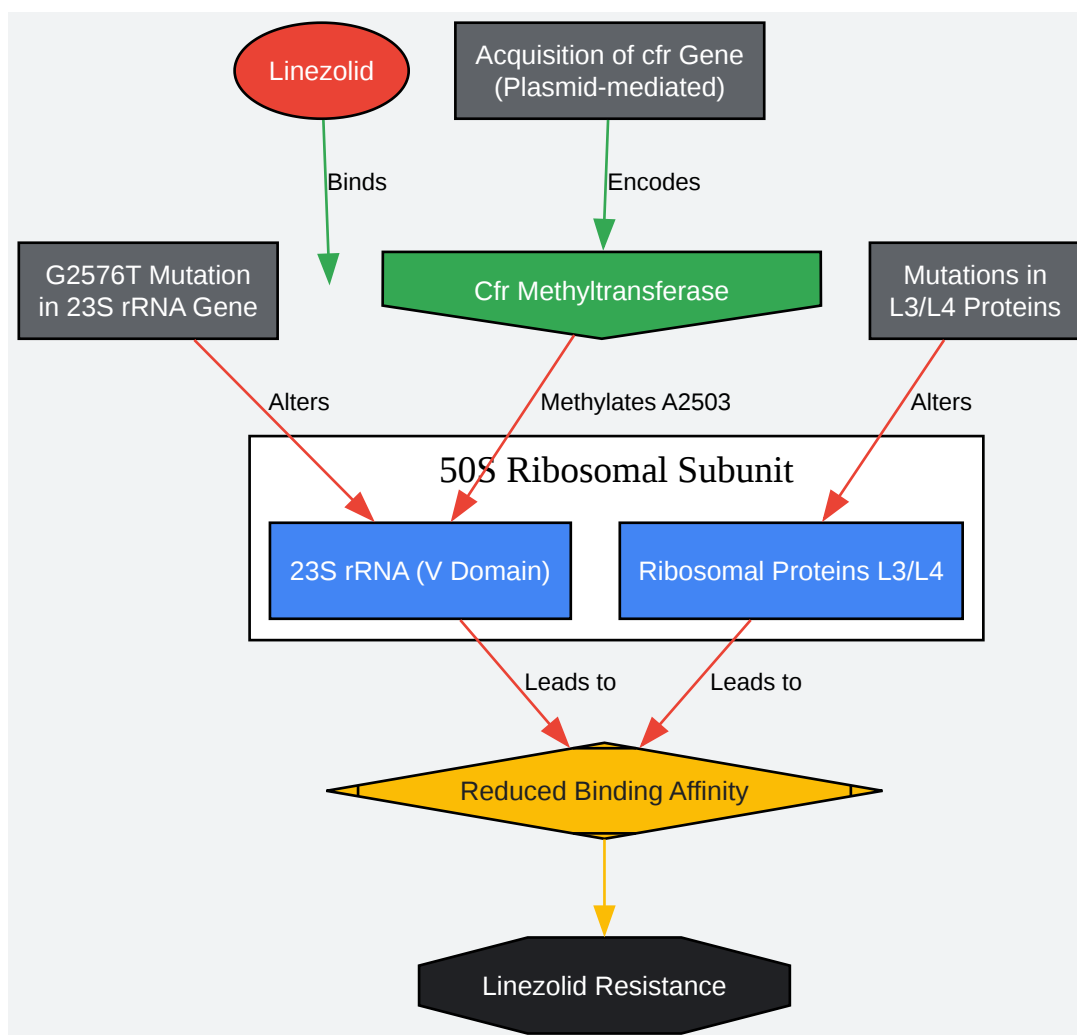 Linezolid
Acquisition of cfr Gene
(Plasmid-mediated)
Binds
Encodes
G2576T Mutation
in 23S rRNA Gene
Cfr Methyltransferase
Mutations in
L3/L4 Proteins
Alters
Methylates A2503
Alters
50S Ribosomal Subunit
23S rRNA (V Domain)
Ribosomal Proteins L3/L4
Leads to
Leads to
Reduced Binding Affinity
Linezolid Resistance